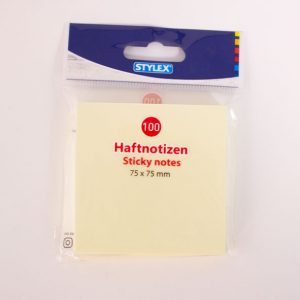 STYLEX
100
Haftnotizen
Sticky notes
75 x 75 mm